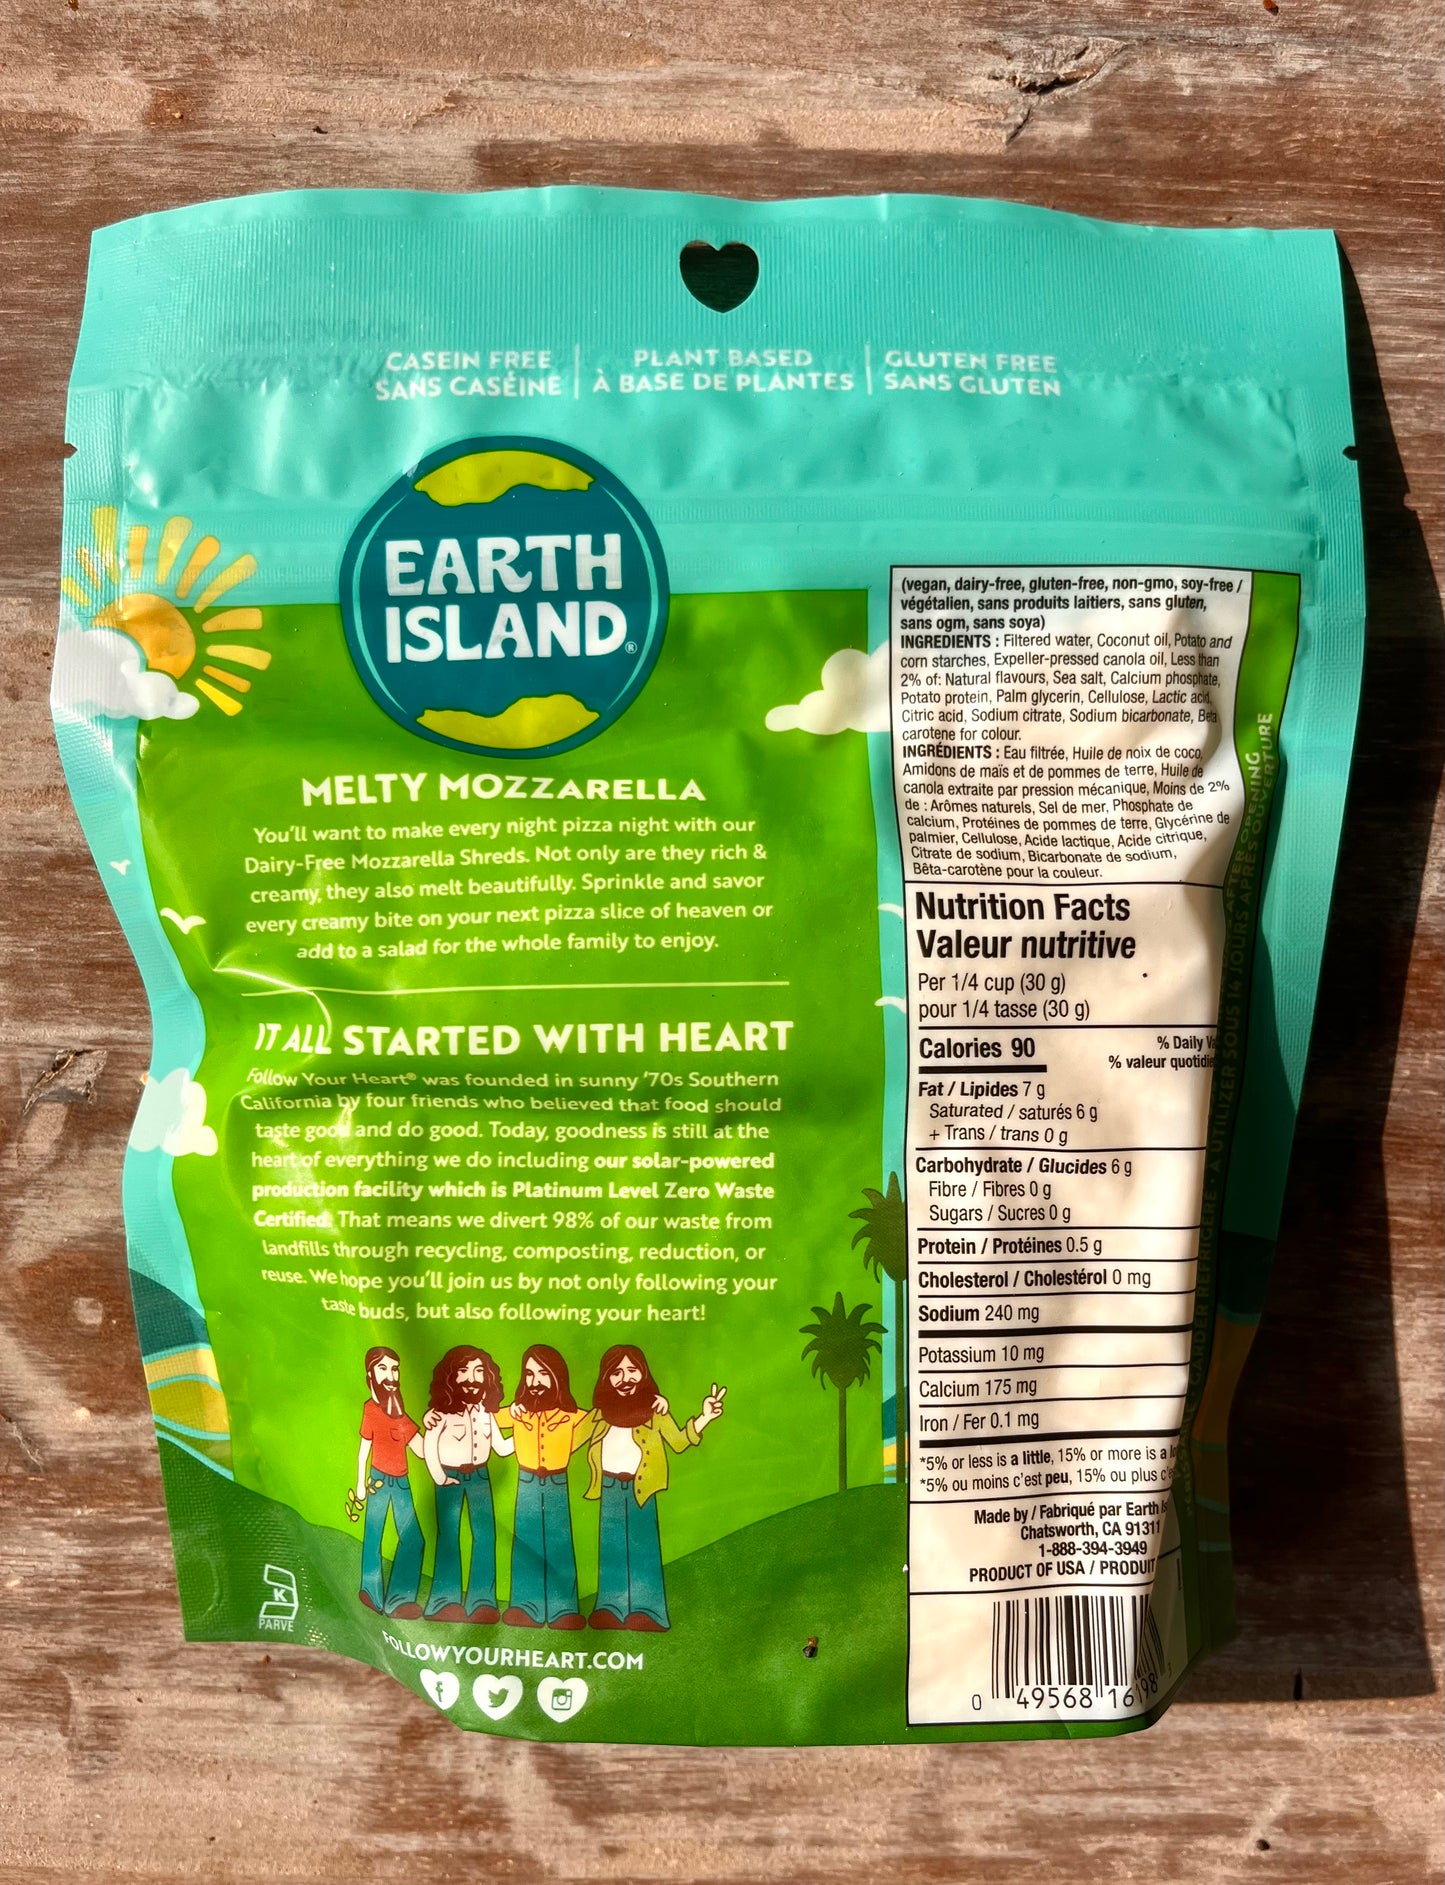 CASEIN FREE
SANS CASÉINE
PLANT BASED
À BASE DE PLANTES
GLUTEN FREE
SANS GLUTEN
EARTH
ISLAND®
MELTY MOZZARELLA
You'll want to make every night pizza night with our
Dairy-Free Mozzarella Shreds. Not only are they rich &
creamy, they also melt beautifully. Sprinkle and savor
every creamy bite on your next pizza slice of heaven or
add to a salad for the whole family to enjoy.
IT ALL STARTED WITH HEART
Follow Your Heart® was founded in sunny '70s Southern
California by four friends who believed that food should
taste good and do good. Today, goodness is still at the
heart of everything we do including our solar-powered
production facility which is Platinum Level Zero Waste
Certified. That means we divert 98% of our waste from
landfills through recycling, composting, reduction, or
reuse. We hope you'll join us by not only following your
taste buds, but also following your heart!
K
PARVE
FOLLOWYOURHEART.COM
(vegan, dairy-free, gluten-free, non-gmo, soy-free /
végétalien, sans produits laitiers, sans gluten,
sans ogm, sans soya)
INGREDIENTS : Filtered water, Coconut oil, Potato and
corn starches, Expeller-pressed canola oil, Less than
2% of: Natural flavours, Sea salt, Calcium phosphate,
Potato protein, Palm glycerin, Cellulose, Lactic acid,
Citric acid, Sodium citrate, Sodium bicarbonate, Beta
carotene for colour.
INGRÉDIENTS : Eau filtrée, Huile de noix de coco,
Amidons de maïs et de pommes de terre, Huile de
canola extraite par pression mécanique, Moins de 2%
de : Arômes naturels, Sel de mer, Phosphate de
calcium, Protéines de pommes de terre, Glycérine de
palmier, Cellulose, Acide lactique, Acide citrique,
Citrate de sodium, Bicarbonate de sodium,
Bêta-carotène pour la couleur.
Nutrition Facts
Valeur nutritive
Per 1/4 cup (30 g)
pour 1/4 tasse (30 g)
Calories 90
% Daily
% valeur
Fat / Lipides 7 g
Saturated / saturés 6 g
+ Trans / trans 0 g
Carbohydrate / Glucides 6 g
Fibre / Fibres 0 g
Sugars / Sucres 0 g
Protein / Protéines 0.5 g
Cholesterol / Cholestérol 0 mg
Sodium 240 mg
Potassium 10 mg
Calcium 175 mg
Iron / Fer 0.1 mg
*5% or less is a little, 15% or more is a
*5% ou moins c'est peu, 15% ou plus
Made by / Fabriqué par Earth
Chatsworth, CA 91311
1-888-394-3949
PRODUCT OF USA / PRODUIT
0 49568 16198 3
AFTER OPENING
GARDER RÉFRIGÉRÉ · À UTILIZER SOUS 14 JOURS APRÈS OUVERTURE